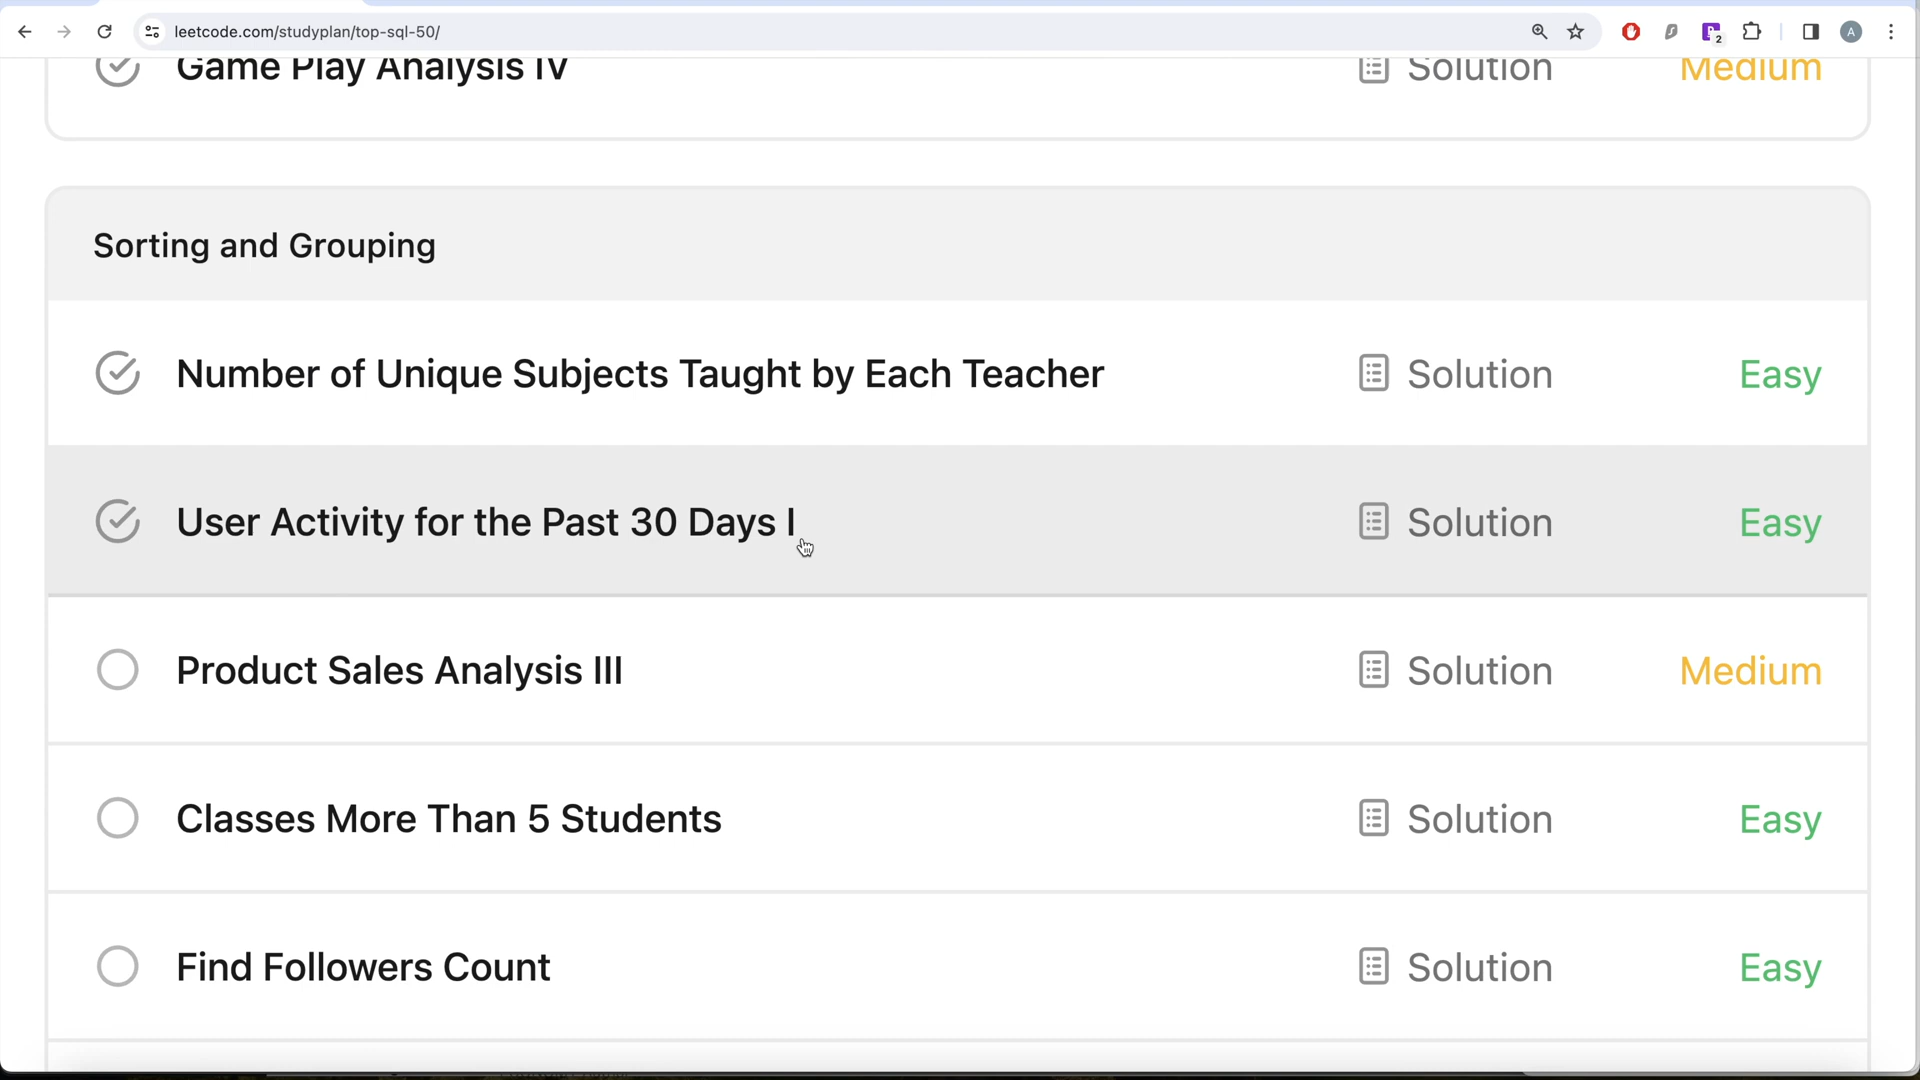 leetcode.com/studyplan/top-sql-50/
2
A
Game Play Analysis IV Solution Medium
Sorting and Grouping
Number of Unique Subjects Taught by Each Teacher Solution Easy
User Activity for the Past 30 Days I Solution Easy
Product Sales Analysis III Solution Medium
Classes More Than 5 Students Solution Easy
Find Followers Count Solution Easy